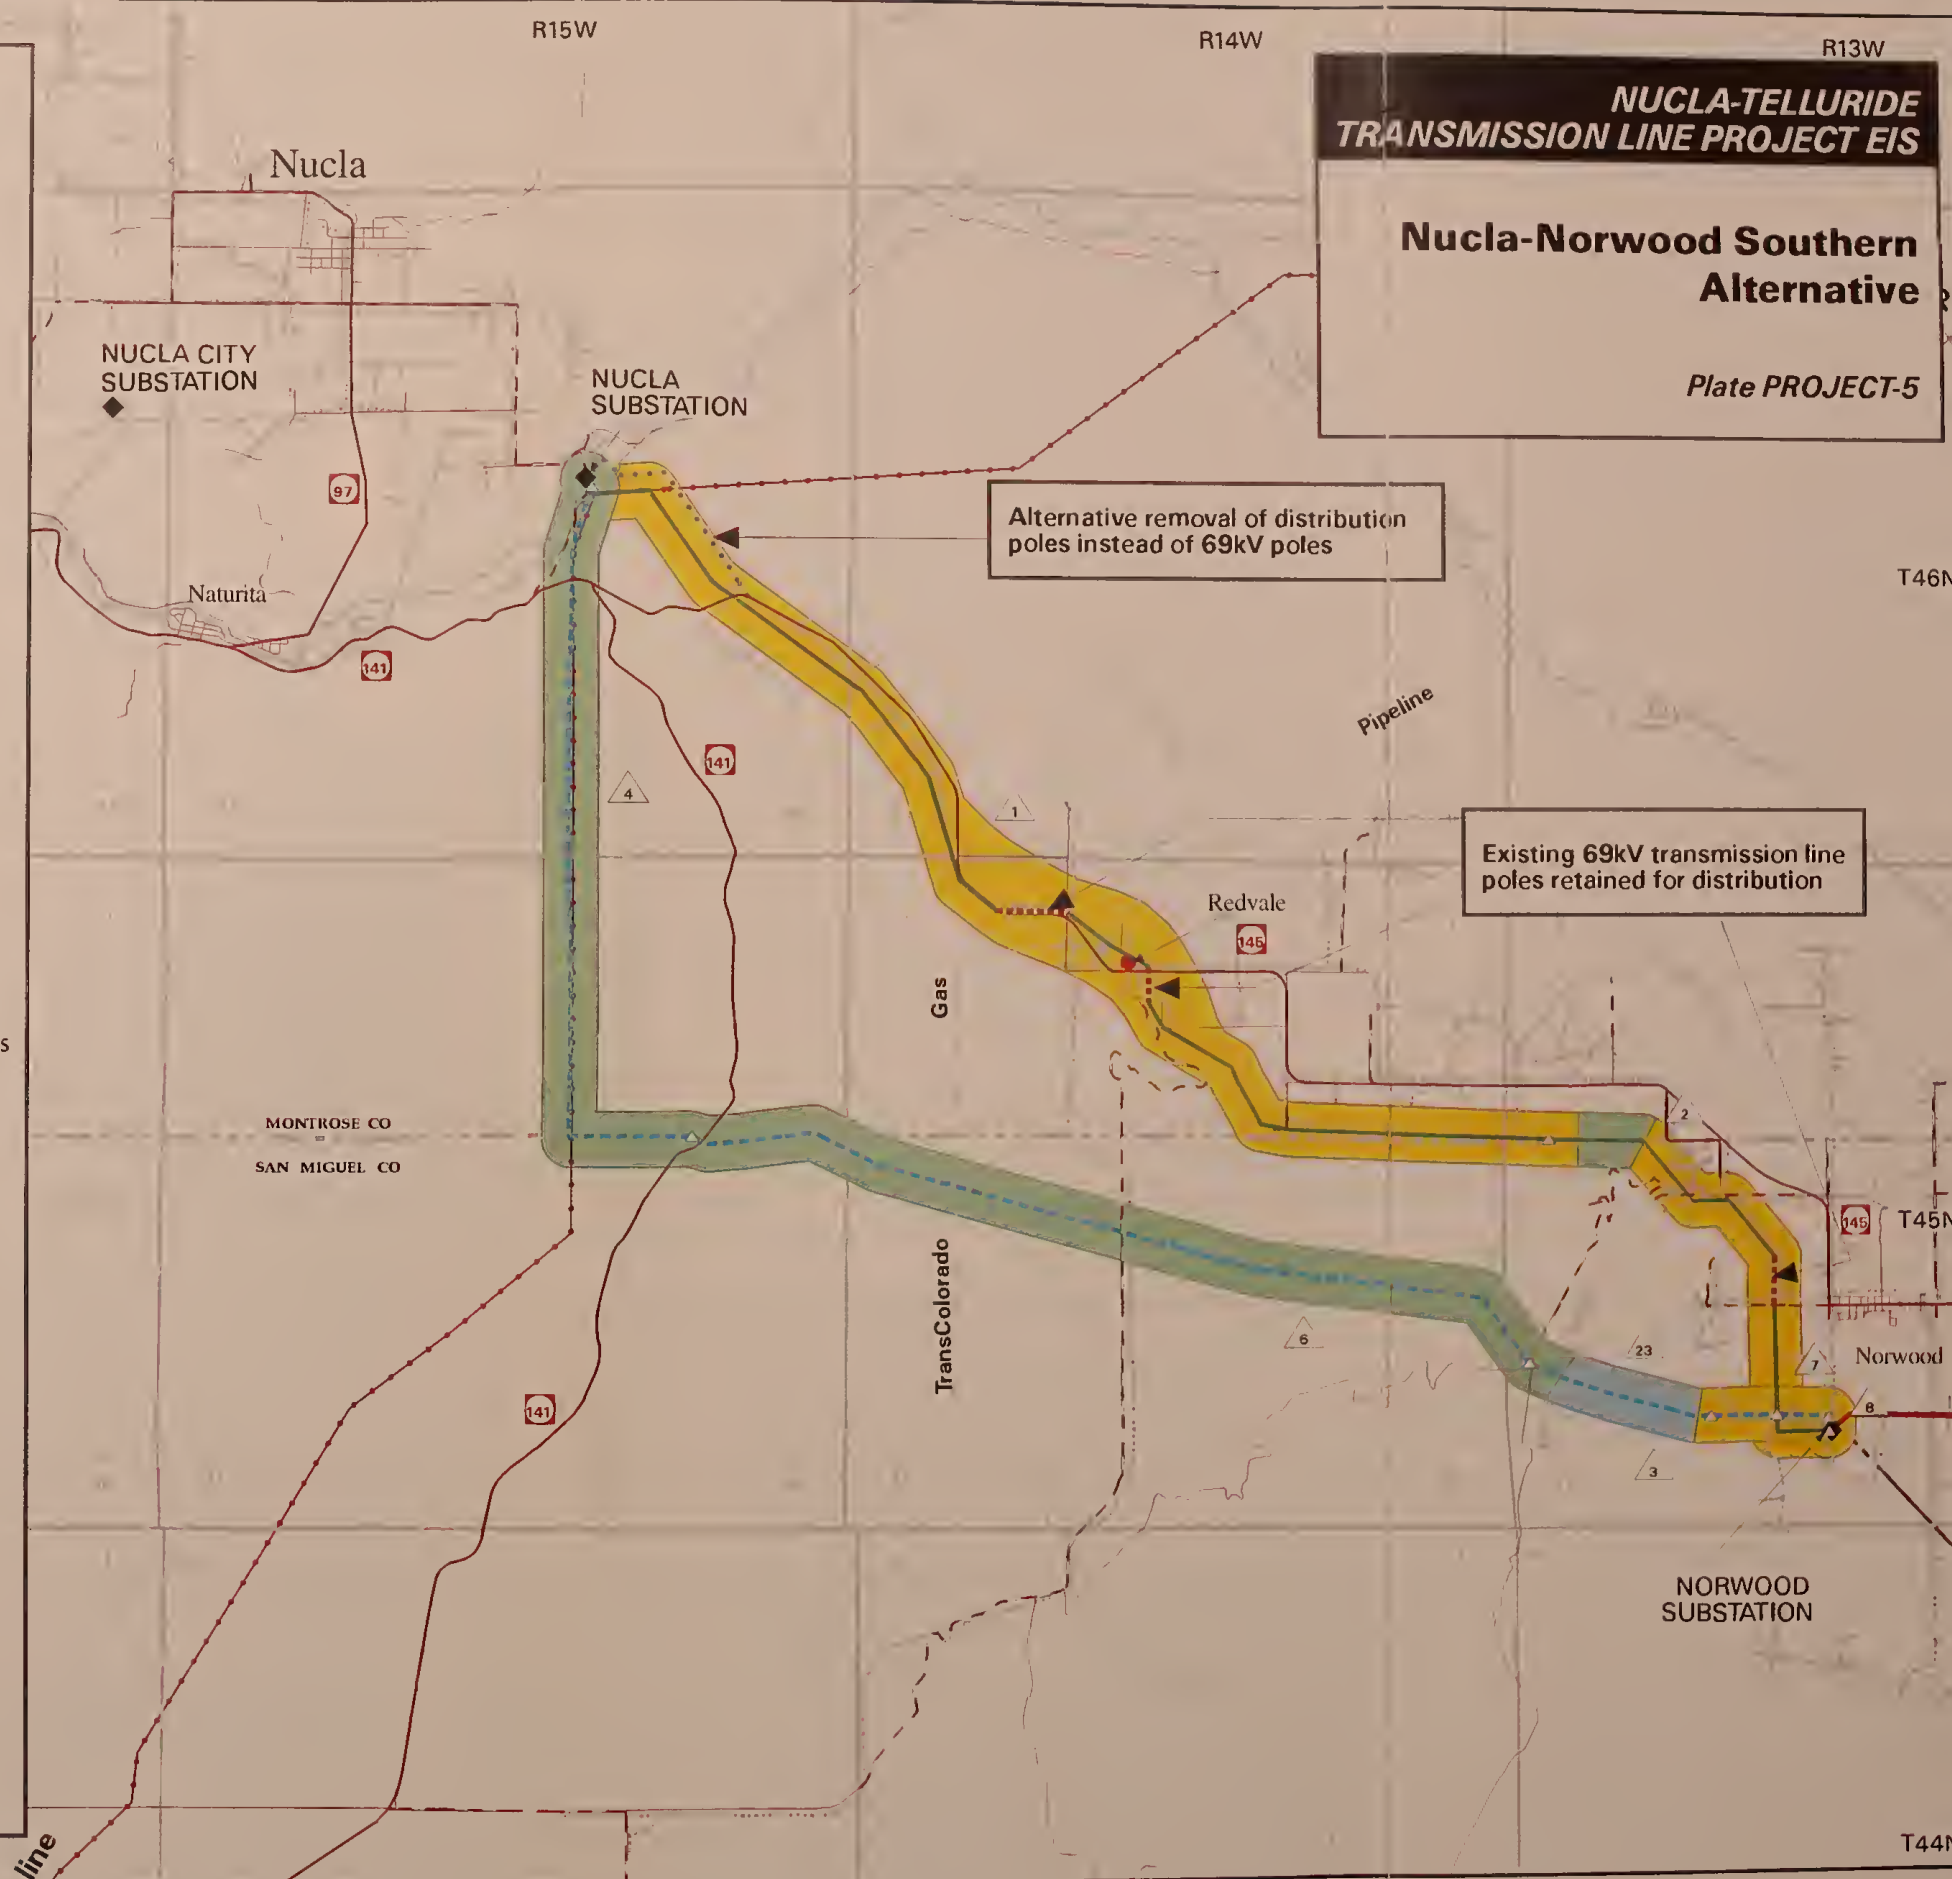 R15W
R14W
R13W
NUCLA-TELLURIDE
TRANSMISSION LINE PROJECT EIS
Nucla-Norwood Southern
Alternative
Plate PROJECT-5
Nucla
NUCLA CITY
SUBSTATION
NUCLA
SUBSTATION
97
Alternative removal of distribution
poles instead of 69kV poles
T46N
Naturita
141
Pipeline
141
4
1
Existing 69kV transmission line
poles retained for distribution
Redvale
145
Gas
S
MONTROSE CO
SAN MIGUEL CO
2
145
T45N
TransColorado
6
23
7
Norwood
8
141
3
NORWOOD
SUBSTATION
T44N
line